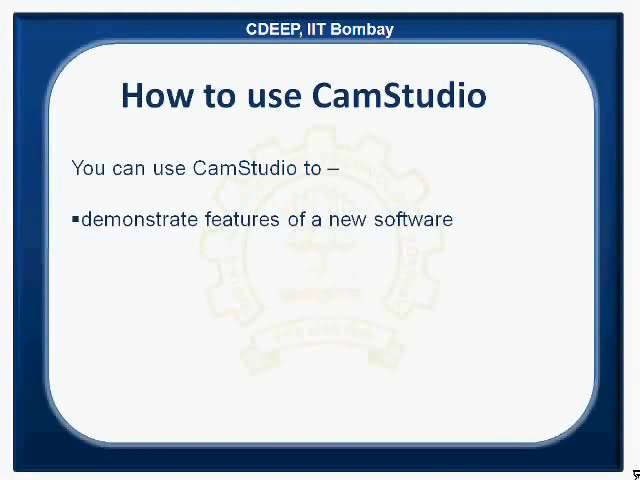 CDEEP, IIT Bombay
How to use CamStudio
You can use CamStudio to –
▪demonstrate features of a new software